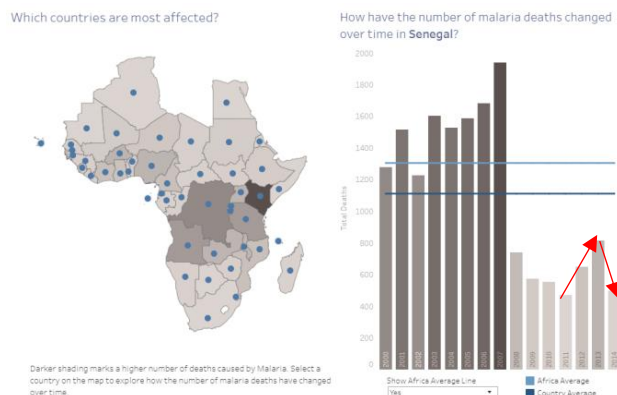 Which countries are most affected?
Darker shading marks a higher number of deaths caused by Malaria. Select a
country on the map to explore how the number of malaria deaths have changed
over time.
How have the number of malaria deaths changed
over time in Senegal?
2000
1800
1600
1400
1200
1000
800
600
400
200
0
Total Deaths
2000
2001
2002
2003
2004
2005
2006
2007
2008
2009
2010
2011
2012
2013
2014
Show Africa Average Line
Yes
Africa Average
Country Average